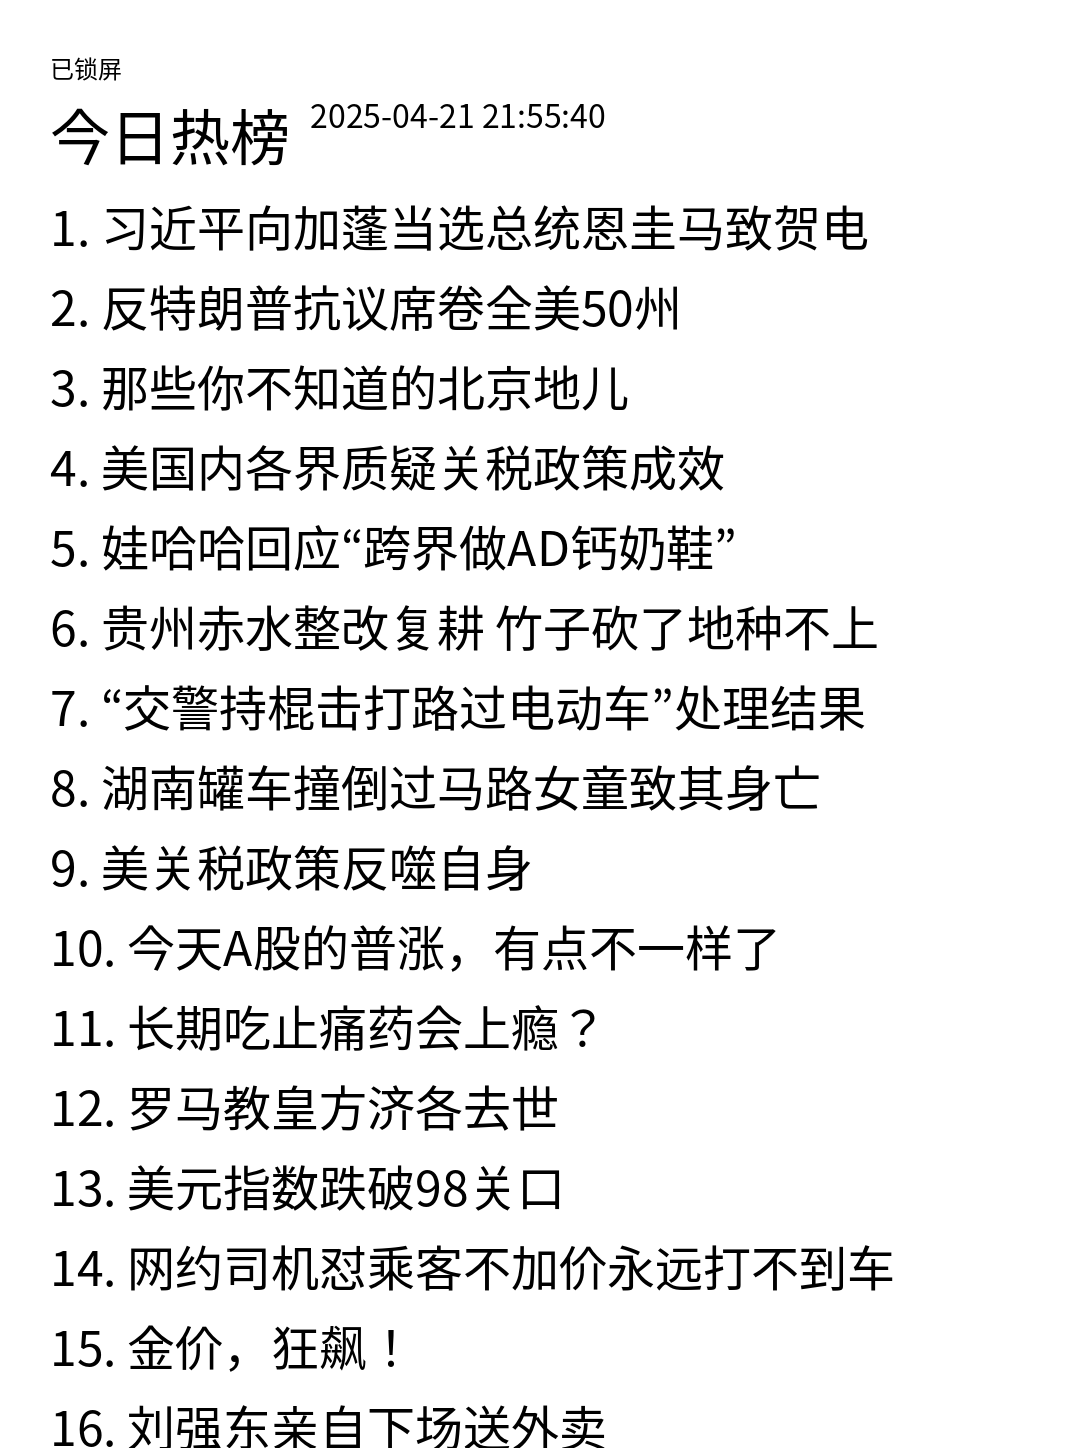 已锁屏
今日热榜 2025-04-21 21:55:40
1. 习近平向加蓬当选总统恩圭马致贺电
2. 反特朗普抗议席卷全美50州
3. 那些你不知道的北京地儿
4. 美国内各界质疑关税政策成效
5. 娃哈哈回应“跨界做AD钙奶鞋”
6. 贵州赤水整改复耕 竹子砍了地种不上
7. “交警持棍击打路过电动车”处理结果
8. 湖南罐车撞倒过马路女童致其身亡
9. 美关税政策反噬自身
10. 今天A股的普涨，有点不一样了
11. 长期吃止痛药会上瘾？
12. 罗马教皇方济各去世
13. 美元指数跌破98关口
14. 网约司机怼乘客不加价永远打不到车
15. 金价，狂飙！
16. 刘强东亲自下场送外卖